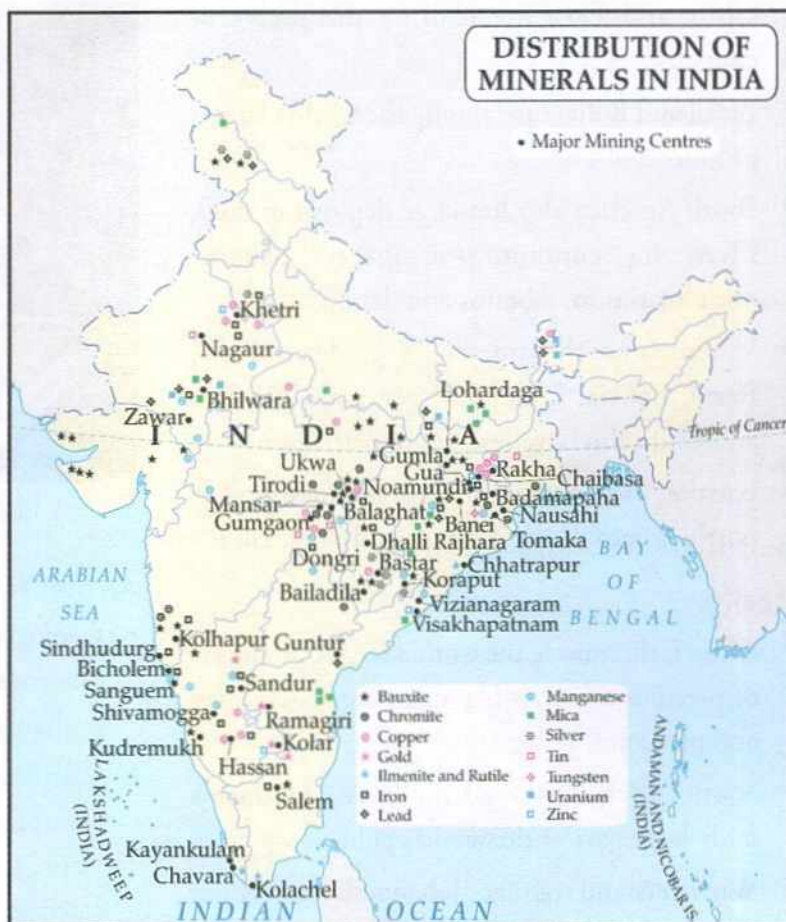 DISTRIBUTION OF
MINERALS IN INDIA
Major Mining Centres
Khetri
Nagaur
Bhilwara
Lohardaga
Zawar
INDIA
Tropic of Cancer
Ukwa
Gumla
Gua
Rakha
Tirodi
Noamundi
Chaibasa
Mansar
Balaghat
Badamapaha
Gumgaon
Banei
Nausahi
Dhalli Rajhara
Tomaka
Dongri
Bastar
Chhatrapur
Koraput
Bailadila
Vizianagaram
Visakhapatnam
ARABIAN
SEA
BAY
OF
BENGAL
Kolhapur
Guntur
Sindhudurg
Bicholem
Sanguem
Sandur
Shivamogga
Ramagiri
Kudremukh
Kolar
Hassan
Salem
Kayankulam
Chavara
Kolachel
LAKSHADWEEP
(INDIA)
ANDAMAN AND NICOBAR IS.
(INDIA)
Bauxite
Chromite
Copper
Gold
Ilmenite and Rutile
Iron
Lead
Manganese
Mica
Silver
Tin
Tungsten
Uranium
Zinc
INDIAN OCEAN